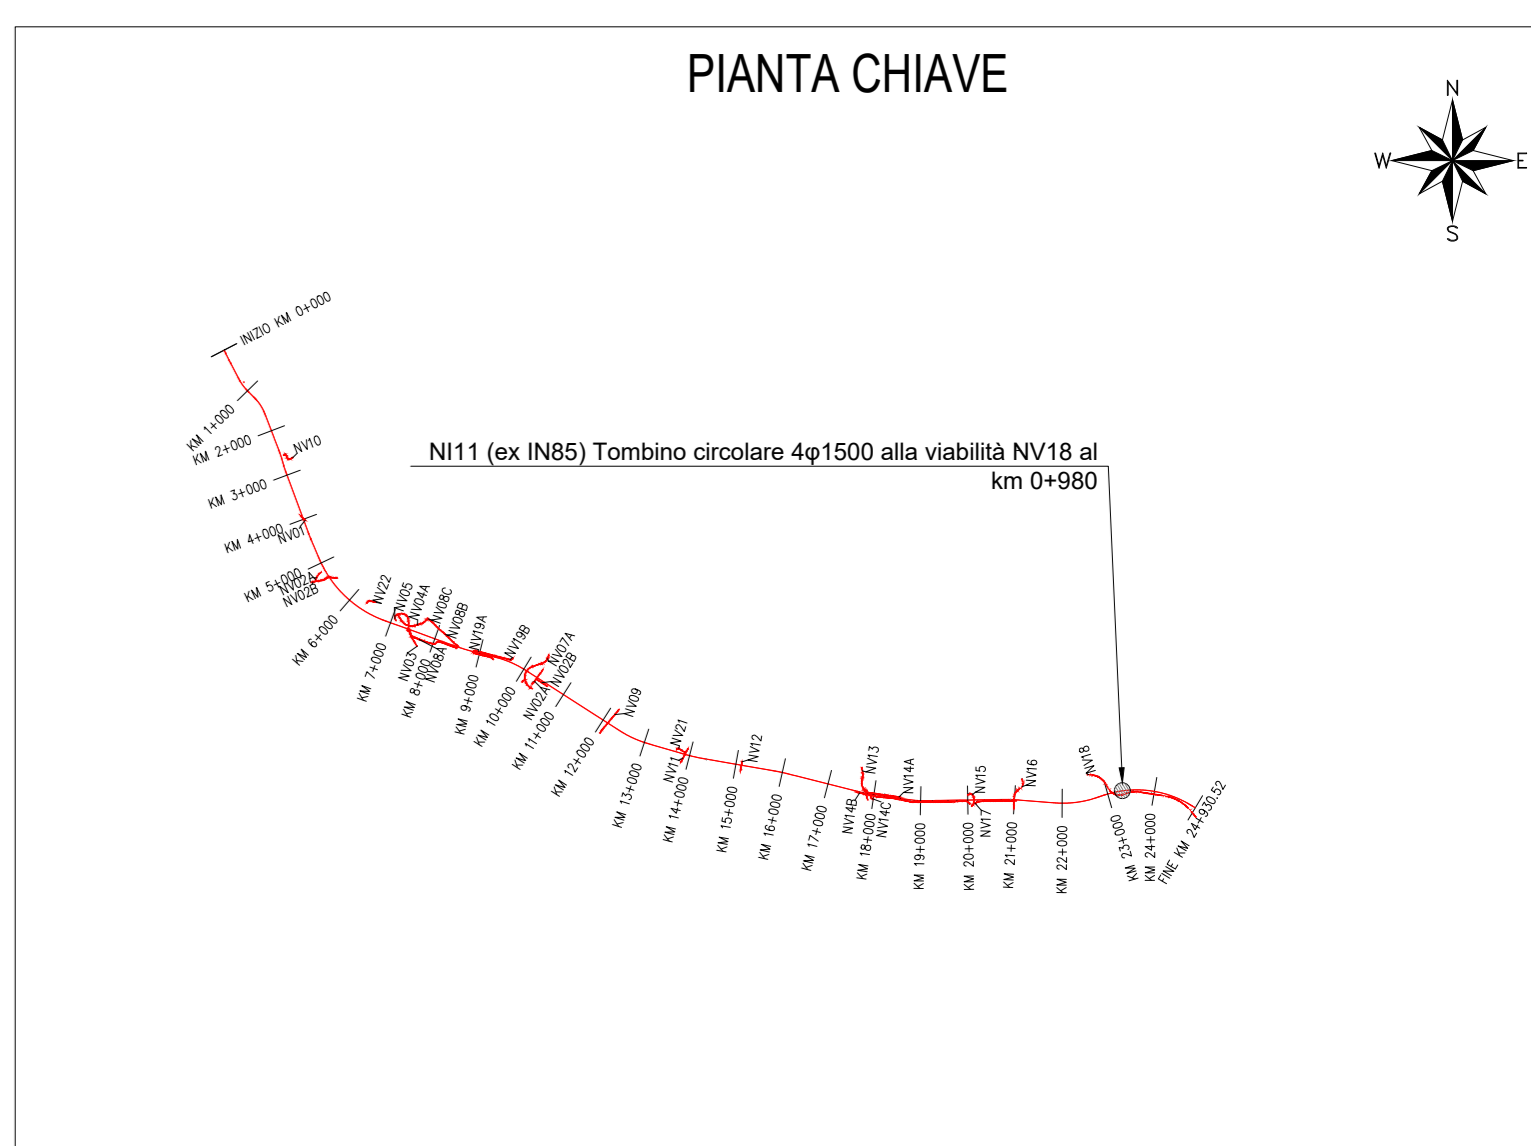 PIANTA CHIAVE
N
W
E
S
INIZIO KM 0+000
KM 1+000
KM 2+000
NV10
NI11 (ex IN85) Tombino circolare 4φ1500 alla viabilità NV18 al
km 0+980
KM 3+000
KM 4+000
NV01
KM 5+000
NV02A
NV02B
KM 6+000
NV22
NV05
NV04A
NV08C
NV08B
NV19A
NV19B
NV07A
NV02B
KM 7+000
NV03
KM 8+000
NV08A
KM 9+000
KM 10+000
NV02A
KM 11+000
NV09
KM 12+000
KM 13+000
NV11
NV21
KM 14+000
NV12
KM 15+000
KM 16+000
KM 17+000
NV13
NV14A
NV14B
KM 18+000
NV14C
KM 19+000
NV15
KM 20+000
NV17
NV16
KM 21+000
KM 22+000
NV18
KM 23+000
KM 24+000
FINE KM 24+930.52